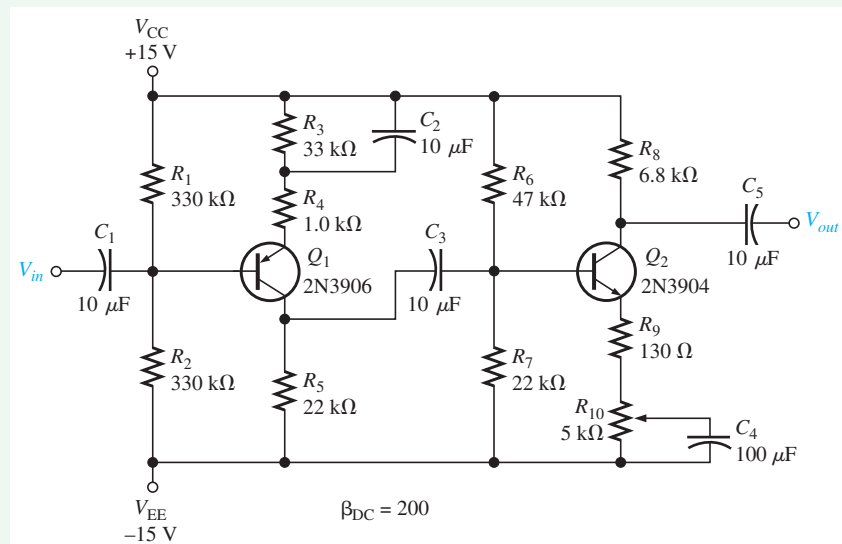 V_CC
+15 V
R_3
33 kΩ
C_2
10 μF
R_1
330 kΩ
R_4
1.0 kΩ
R_6
47 kΩ
R_8
6.8 kΩ
C_5
V_out
10 μF
C_1
V_in
10 μF
Q_1
2N3906
C_3
10 μF
Q_2
2N3904
R_2
330 kΩ
R_5
22 kΩ
R_7
22 kΩ
R_9
130 Ω
R_10
5 kΩ
C_4
100 μF
V_EE
–15 V
β_DC = 200